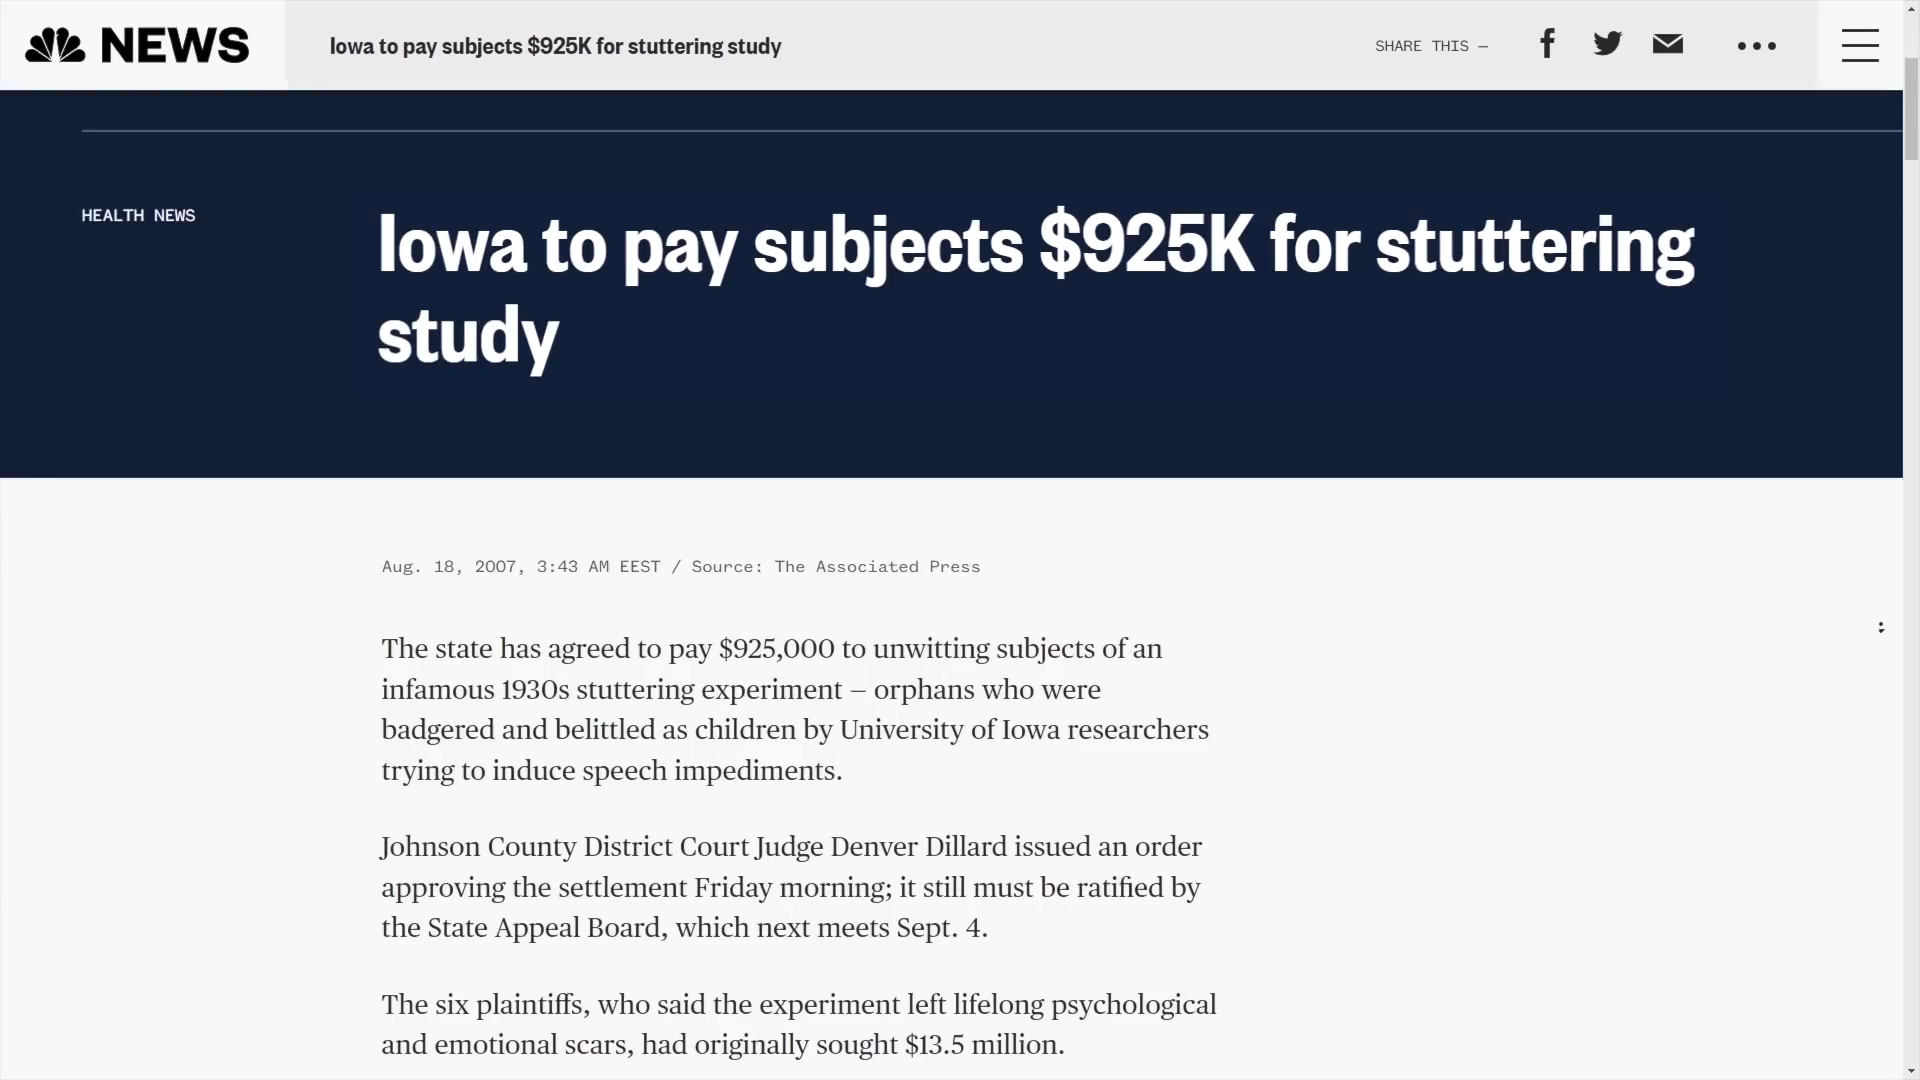 NEWS
Iowa to pay subjects $925K for stuttering study
SHARE THIS —
HEALTH NEWS
Iowa to pay subjects $925K for stuttering
study
Aug. 18, 2007, 3:43 AM EEST / Source: The Associated Press
The state has agreed to pay $925,000 to unwitting subjects of an
infamous 1930s stuttering experiment — orphans who were
badgered and belittled as children by University of Iowa researchers
trying to induce speech impediments.
Johnson County District Court Judge Denver Dillard issued an order
approving the settlement Friday morning; it still must be ratified by
the State Appeal Board, which next meets Sept. 4.
The six plaintiffs, who said the experiment left lifelong psychological
and emotional scars, had originally sought $13.5 million.